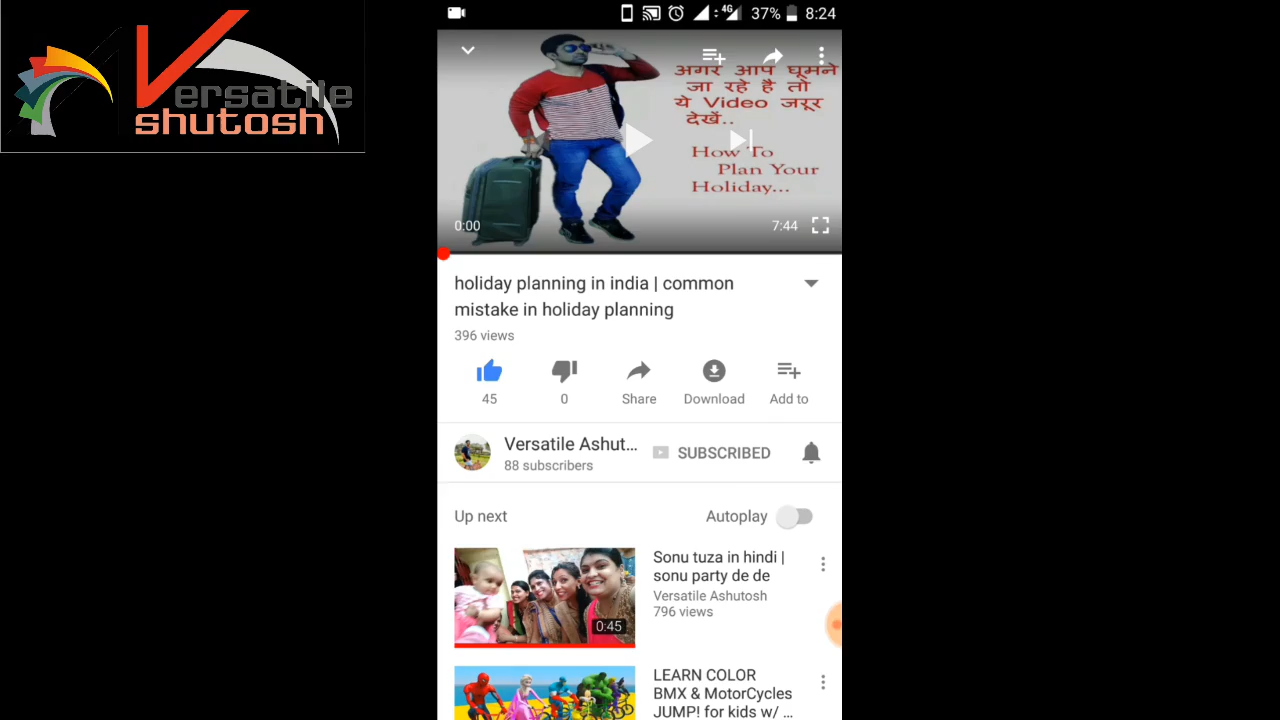 Versatile
shutosh
4G 37% 8:24
अगर आप घूमने
जा रहे है तो
ये Video जरूर
देखें..
How To
Plan Your
Holiday...
0:00 7:44
holiday planning in india | common
mistake in holiday planning
396 views
45 0 Share Download Add to
Versatile Ashut... SUBSCRIBED
88 subscribers
Up next Autoplay
Sonu tuza in hindi |
sonu party de de
Versatile Ashutosh
796 views
0:45
LEARN COLOR
BMX & MotorCycles
JUMP! for kids w/ ...